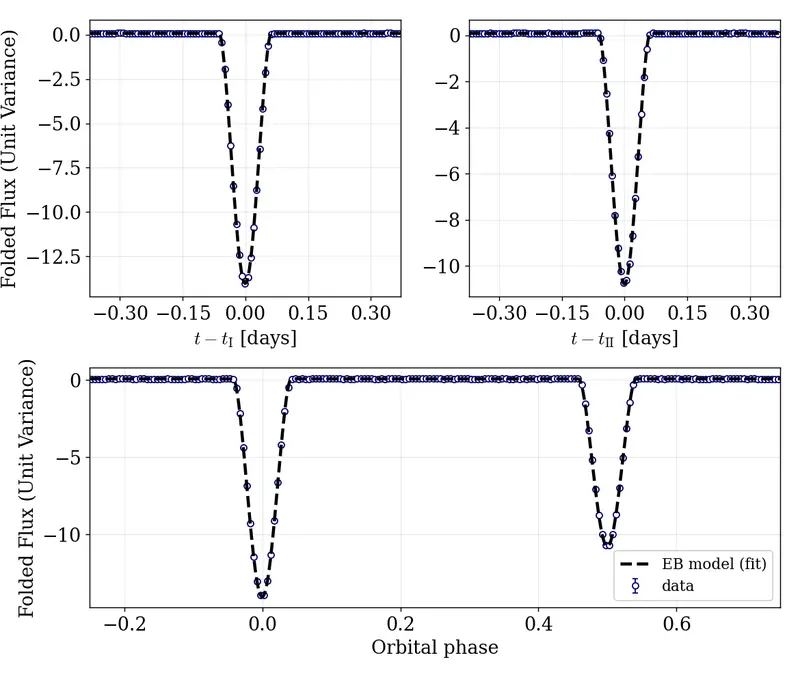 Folded Flux (Unit Variance)
0.0
−2.5
−5.0
−7.5
−10.0
−12.5
−0.30 −0.15 0.00 0.15 0.30
t − tI [days]
0
−2
−4
−6
−8
−10
−0.30 −0.15 0.00 0.15 0.30
t − tII [days]
Folded Flux (Unit Variance)
0
−5
−10
EB model (fit)
data
−0.2 0.0 0.2 0.4 0.6
Orbital phase